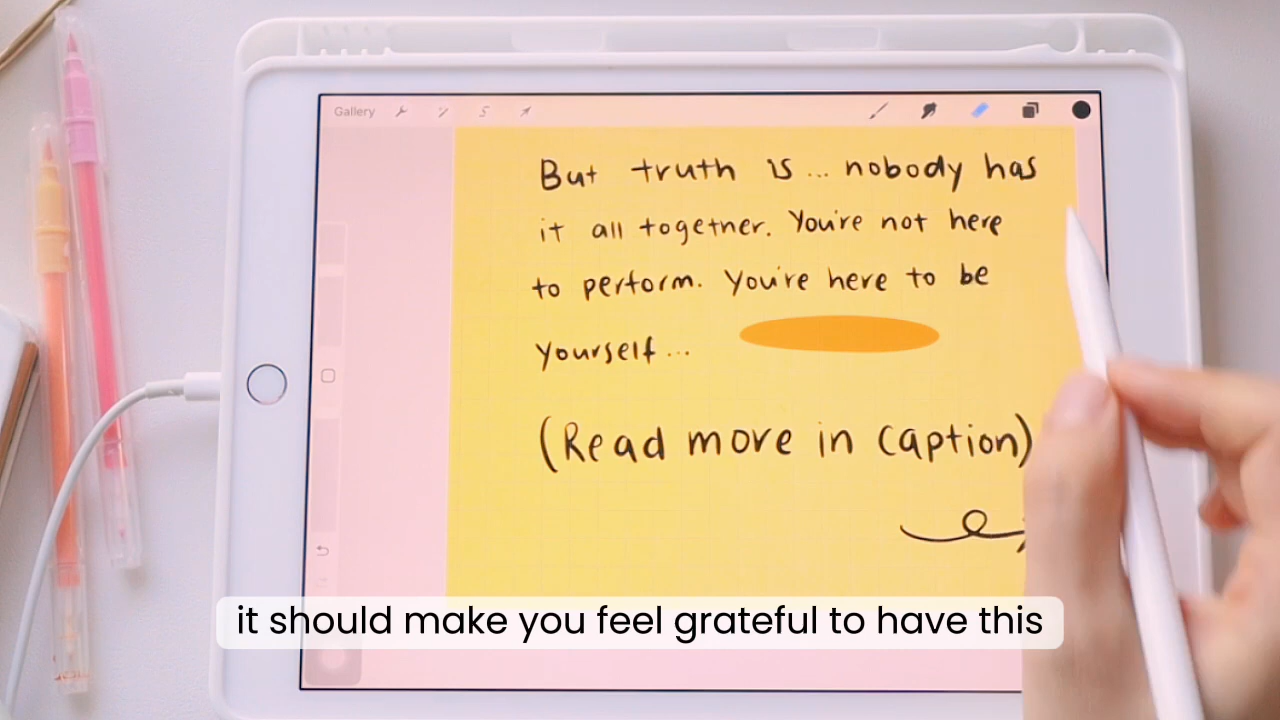 Gallery
But truth is... nobody has
it all together. You're not here
to perform. You're here to be
yourself...
(Read more in caption)
it should make you feel grateful to have this